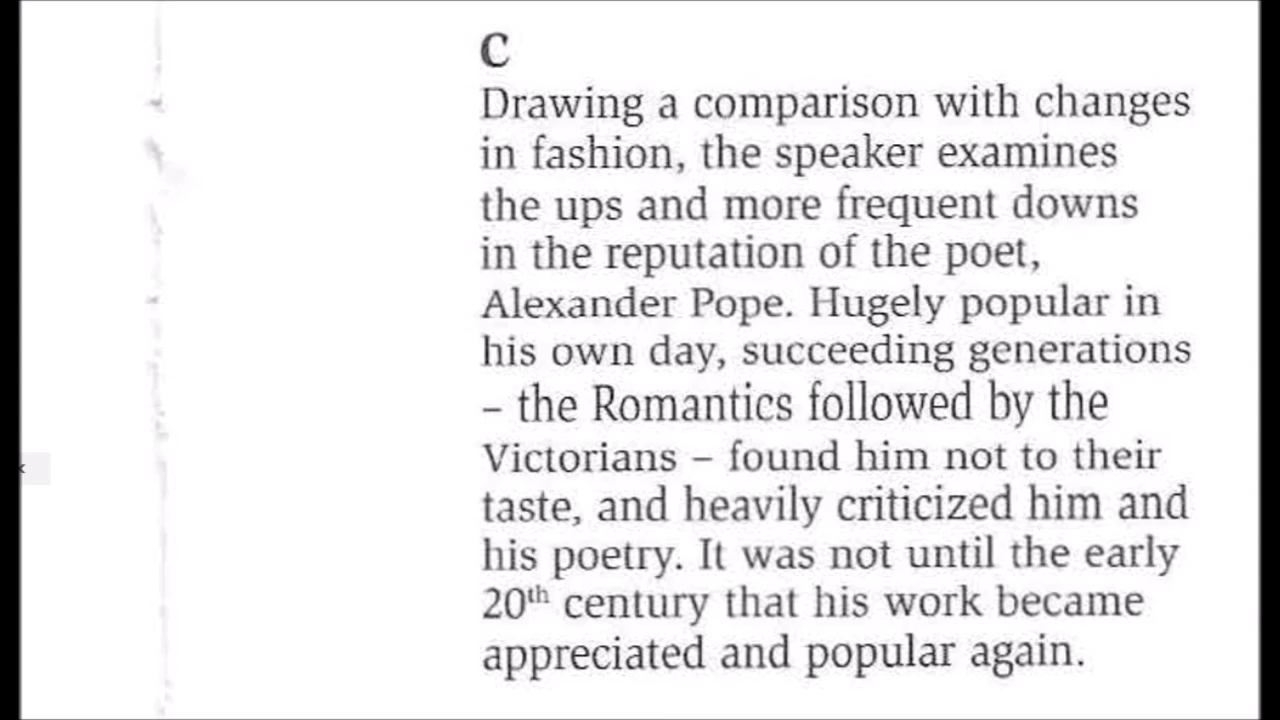 C
Drawing a comparison with changes
in fashion, the speaker examines
the ups and more frequent downs
in the reputation of the poet,
Alexander Pope. Hugely popular in
his own day, succeeding generations
– the Romantics followed by the
Victorians – found him not to their
taste, and heavily criticized him and
his poetry. It was not until the early
20th century that his work became
appreciated and popular again.